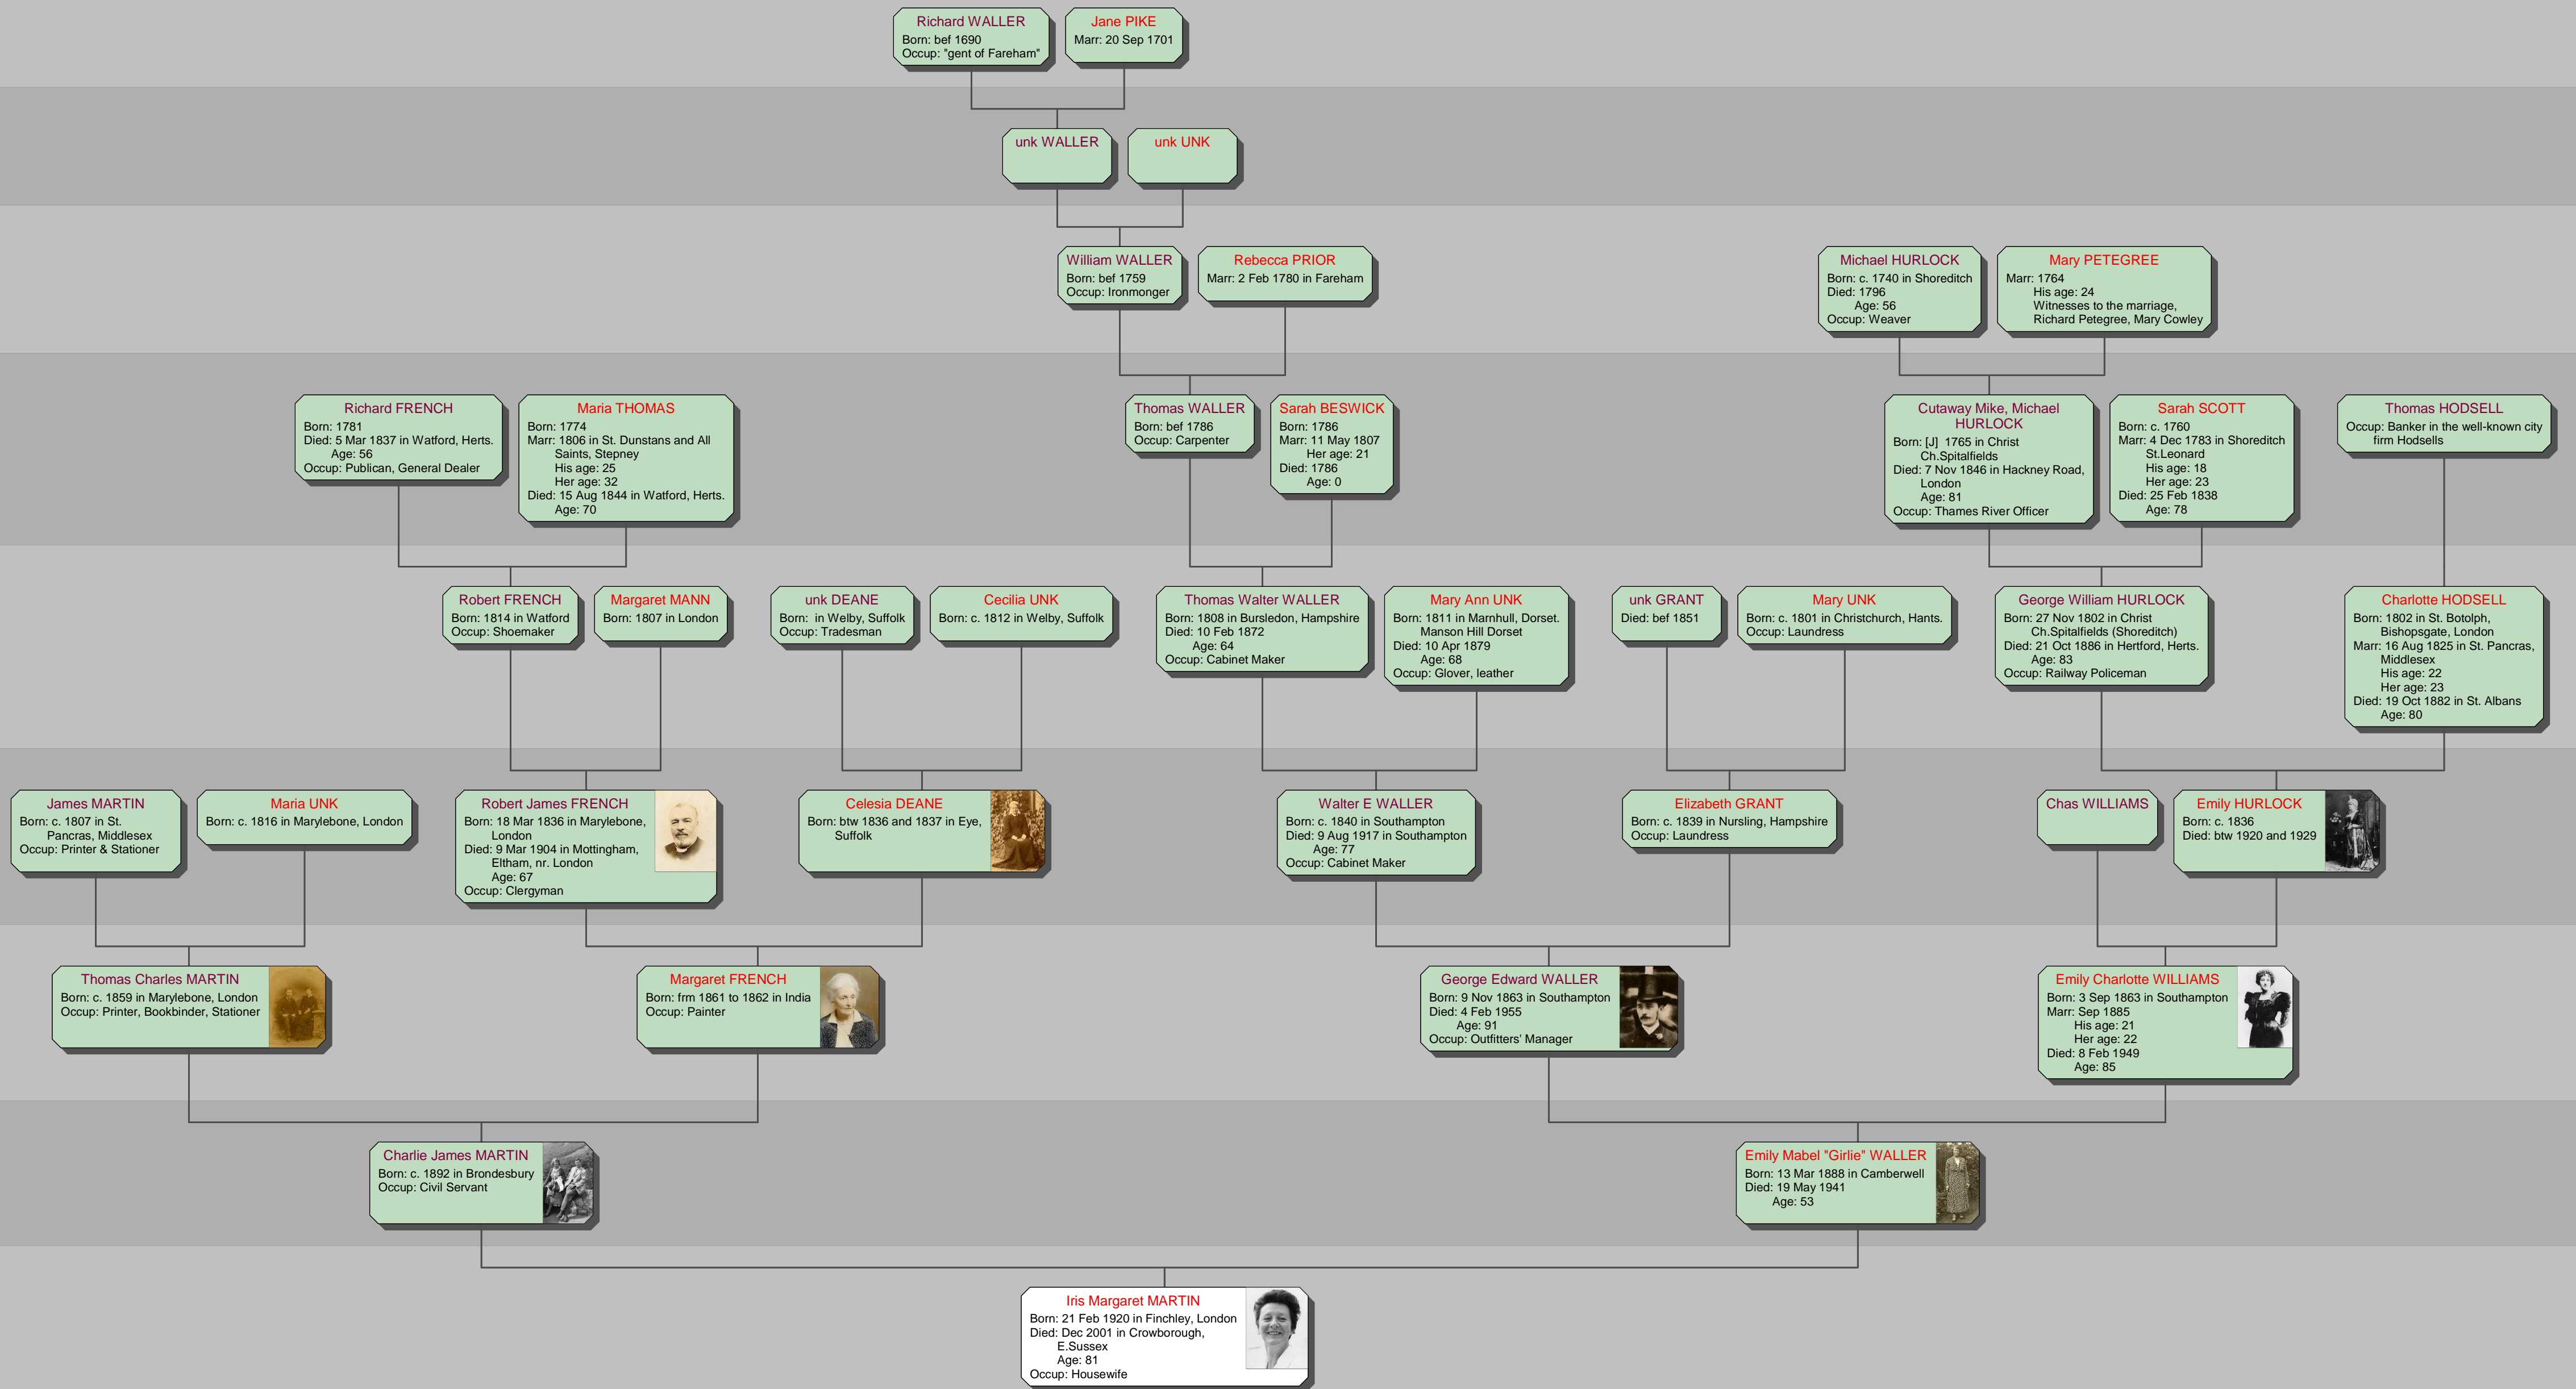 Richard WALLER
Born: bef 1690
Occup: "gent of Fareham"
Jane PIKE
Marr: 20 Sep 1701
unk WALLER
unk UNK
William WALLER
Born: bef 1759
Occup: Ironmonger
Rebecca PRIOR
Marr: 2 Feb 1780 in Fareham
Michael HURLOCK
Born: c. 1740 in Shoreditch
Died: 1796
Age: 56
Occup: Weaver
Mary PETEGREE
Marr: 1764
His age: 24
Witnesses to the marriage,
Richard Petegree, Mary Cowley
Richard FRENCH
Born: 1781
Died: 5 Mar 1837 in Watford, Herts.
Age: 56
Occup: Publican, General Dealer
Maria THOMAS
Born: 1774
Marr: 1806 in St. Dunstans and All
Saints, Stepney
His age: 25
Her age: 32
Died: 15 Aug 1844 in Watford, Herts.
Age: 70
Thomas WALLER
Born: bef 1786
Occup: Carpenter
Sarah BESWICK
Born: 1786
Marr: 11 May 1807
Her age: 21
Died: 1786
Age: 0
Cutaway Mike, Michael
HURLOCK
Born: [J]  1765 in Christ
Ch.Spitalfields
Died: 7 Nov 1846 in Hackney Road,
London
Age: 81
Occup: Thames River Officer
Sarah SCOTT
Born: c. 1760
Marr: 4 Dec 1783 in Shoreditch
St.Leonard
His age: 18
Her age: 23
Died: 25 Feb 1838
Age: 78
Thomas HODSELL
Occup: Banker in the well-known city
firm Hodsells
Robert FRENCH
Born: 1814 in Watford
Occup: Shoemaker
Margaret MANN
Born: 1807 in London
unk DEANE
Born:  in Welby, Suffolk
Occup: Tradesman
Cecilia UNK
Born: c. 1812 in Welby, Suffolk
Thomas Walter WALLER
Born: 1808 in Bursledon, Hampshire
Died: 10 Feb 1872
Age: 64
Occup: Cabinet Maker
Mary Ann UNK
Born: 1811 in Marnhull, Dorset.
Manson Hill Dorset
Died: 10 Apr 1879
Age: 68
Occup: Glover, leather
unk GRANT
Died: bef 1851
Mary UNK
Born: c. 1801 in Christchurch, Hants.
Occup: Laundress
George William HURLOCK
Born: 27 Nov 1802 in Christ
Ch.Spitalfields (Shoreditch)
Died: 21 Oct 1886 in Hertford, Herts.
Age: 83
Occup: Railway Policeman
Charlotte HODSELL
Born: 1802 in St. Botolph,
Bishopsgate, London
Marr: 16 Aug 1825 in St. Pancras,
Middlesex
His age: 22
Her age: 23
Died: 19 Oct 1882 in St. Albans
Age: 80
James MARTIN
Born: c. 1807 in St.
Pancras, Middlesex
Occup: Printer & Stationer
Maria UNK
Born: c. 1816 in Marylebone, London
Robert James FRENCH
Born: 18 Mar 1836 in Marylebone,
London
Died: 9 Mar 1904 in Mottingham,
Eltham, nr. London
Age: 67
Occup: Clergyman
Celesia DEANE
Born: btw 1836 and 1837 in Eye,
Suffolk
Walter E WALLER
Born: c. 1840 in Southampton
Died: 9 Aug 1917 in Southampton
Age: 77
Occup: Cabinet Maker
Elizabeth GRANT
Born: c. 1839 in Nursling, Hampshire
Occup: Laundress
Chas WILLIAMS
Emily HURLOCK
Born: c. 1836
Died: btw 1920 and 1929
Thomas Charles MARTIN
Born: c. 1859 in Marylebone, London
Occup: Printer, Bookbinder, Stationer
Margaret FRENCH
Born: frm 1861 to 1862 in India
Occup: Painter
George Edward WALLER
Born: 9 Nov 1863 in Southampton
Died: 4 Feb 1955
Age: 91
Occup: Outfitters' Manager
Emily Charlotte WILLIAMS
Born: 3 Sep 1863 in Southampton
Marr: Sep 1885
His age: 21
Her age: 22
Died: 8 Feb 1949
Age: 85
Charlie James MARTIN
Born: c. 1892 in Brondesbury
Occup: Civil Servant
Emily Mabel "Girlie" WALLER
Born: 13 Mar 1888 in Camberwell
Died: 19 May 1941
Age: 53
Iris Margaret MARTIN
Born: 21 Feb 1920 in Finchley, London
Died: Dec 2001 in Crowborough,
E.Sussex
Age: 81
Occup: Housewife